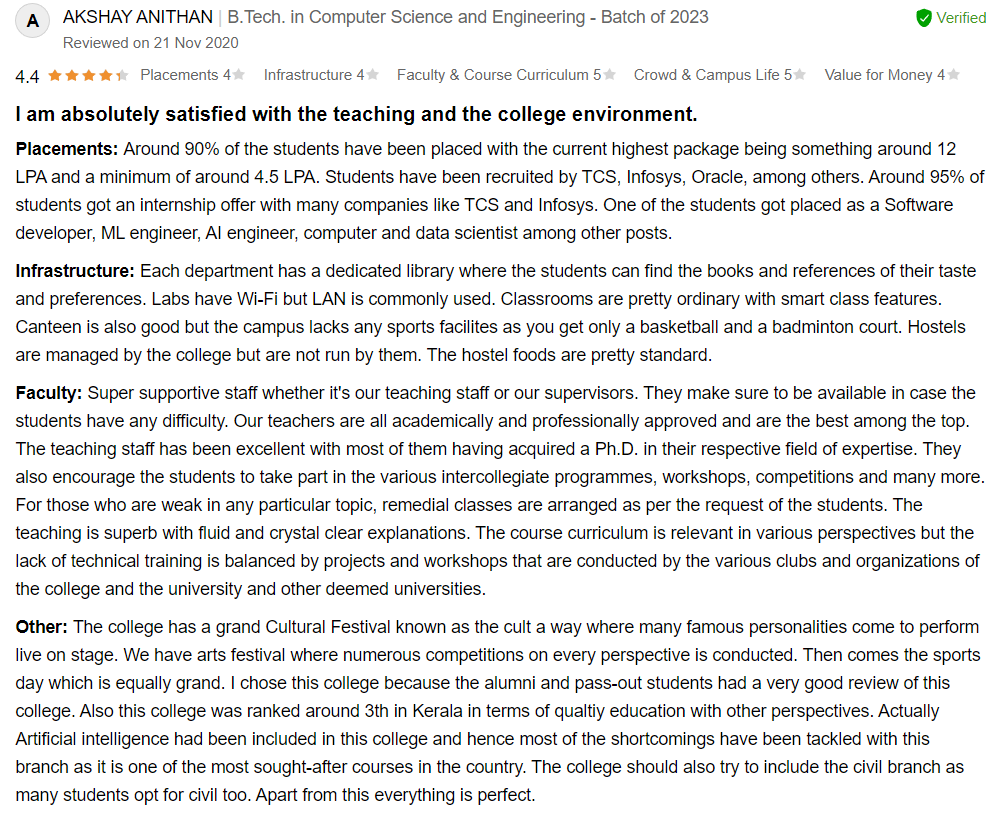 A
AKSHAY ANITHAN | B.Tech. in Computer Science and Engineering - Batch of 2023
Verified
Reviewed on 21 Nov 2020
4.4 Placements 4 Infrastructure 4 Faculty & Course Curriculum 5 Crowd & Campus Life 5 Value for Money 4
I am absolutely satisfied with the teaching and the college environment.
Placements: Around 90% of the students have been placed with the current highest package being something around 12
LPA and a minimum of around 4.5 LPA. Students have been recruited by TCS, Infosys, Oracle, among others. Around 95% of
students got an internship offer with many companies like TCS and Infosys. One of the students got placed as a Software
developer, ML engineer, AI engineer, computer and data scientist among other posts.
Infrastructure: Each department has a dedicated library where the students can find the books and references of their taste
and preferences. Labs have Wi-Fi but LAN is commonly used. Classrooms are pretty ordinary with smart class features.
Canteen is also good but the campus lacks any sports facilites as you get only a basketball and a badminton court. Hostels
are managed by the college but are not run by them. The hostel foods are pretty standard.
Faculty: Super supportive staff whether it's our teaching staff or our supervisors. They make sure to be available in case the
students have any difficulty. Our teachers are all academically and professionally approved and are the best among the top.
The teaching staff has been excellent with most of them having acquired a Ph.D. in their respective field of expertise. They
also encourage the students to take part in the various intercollegiate programmes, workshops, competitions and many more.
For those who are weak in any particular topic, remedial classes are arranged as per the request of the students. The
teaching is superb with fluid and crystal clear explanations. The course curriculum is relevant in various perspectives but the
lack of technical training is balanced by projects and workshops that are conducted by the various clubs and organizations of
the college and the university and other deemed universities.
Other: The college has a grand Cultural Festival known as the cult a way where many famous personalities come to perform
live on stage. We have arts festival where numerous competitions on every perspective is conducted. Then comes the sports
day which is equally grand. I chose this college because the alumni and pass-out students had a very good review of this
college. Also this college was ranked around 3th in Kerala in terms of qualtiy education with other perspectives. Actually
Artificial intelligence had been included in this college and hence most of the shortcomings have been tackled with this
branch as it is one of the most sought-after courses in the country. The college should also try to include the civil branch as
many students opt for civil too. Apart from this everything is perfect.